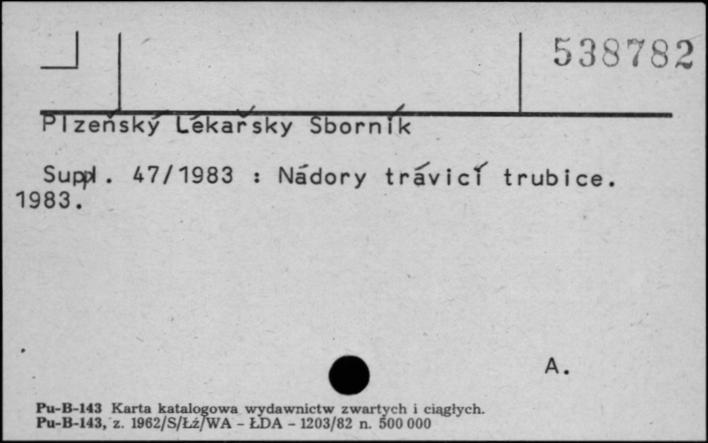 538782
Plzeňský Lékařsky Sborník
Suppl. 47/1983 : Nádory trávicí trubice.
1983.
A.
Pu-B-143 Karta katalogowa wydawnictw zwartych i ciągłych.
Pu-B-143, z. 1962/S/Łż/WA - ŁDA - 1203/82 n. 500 000